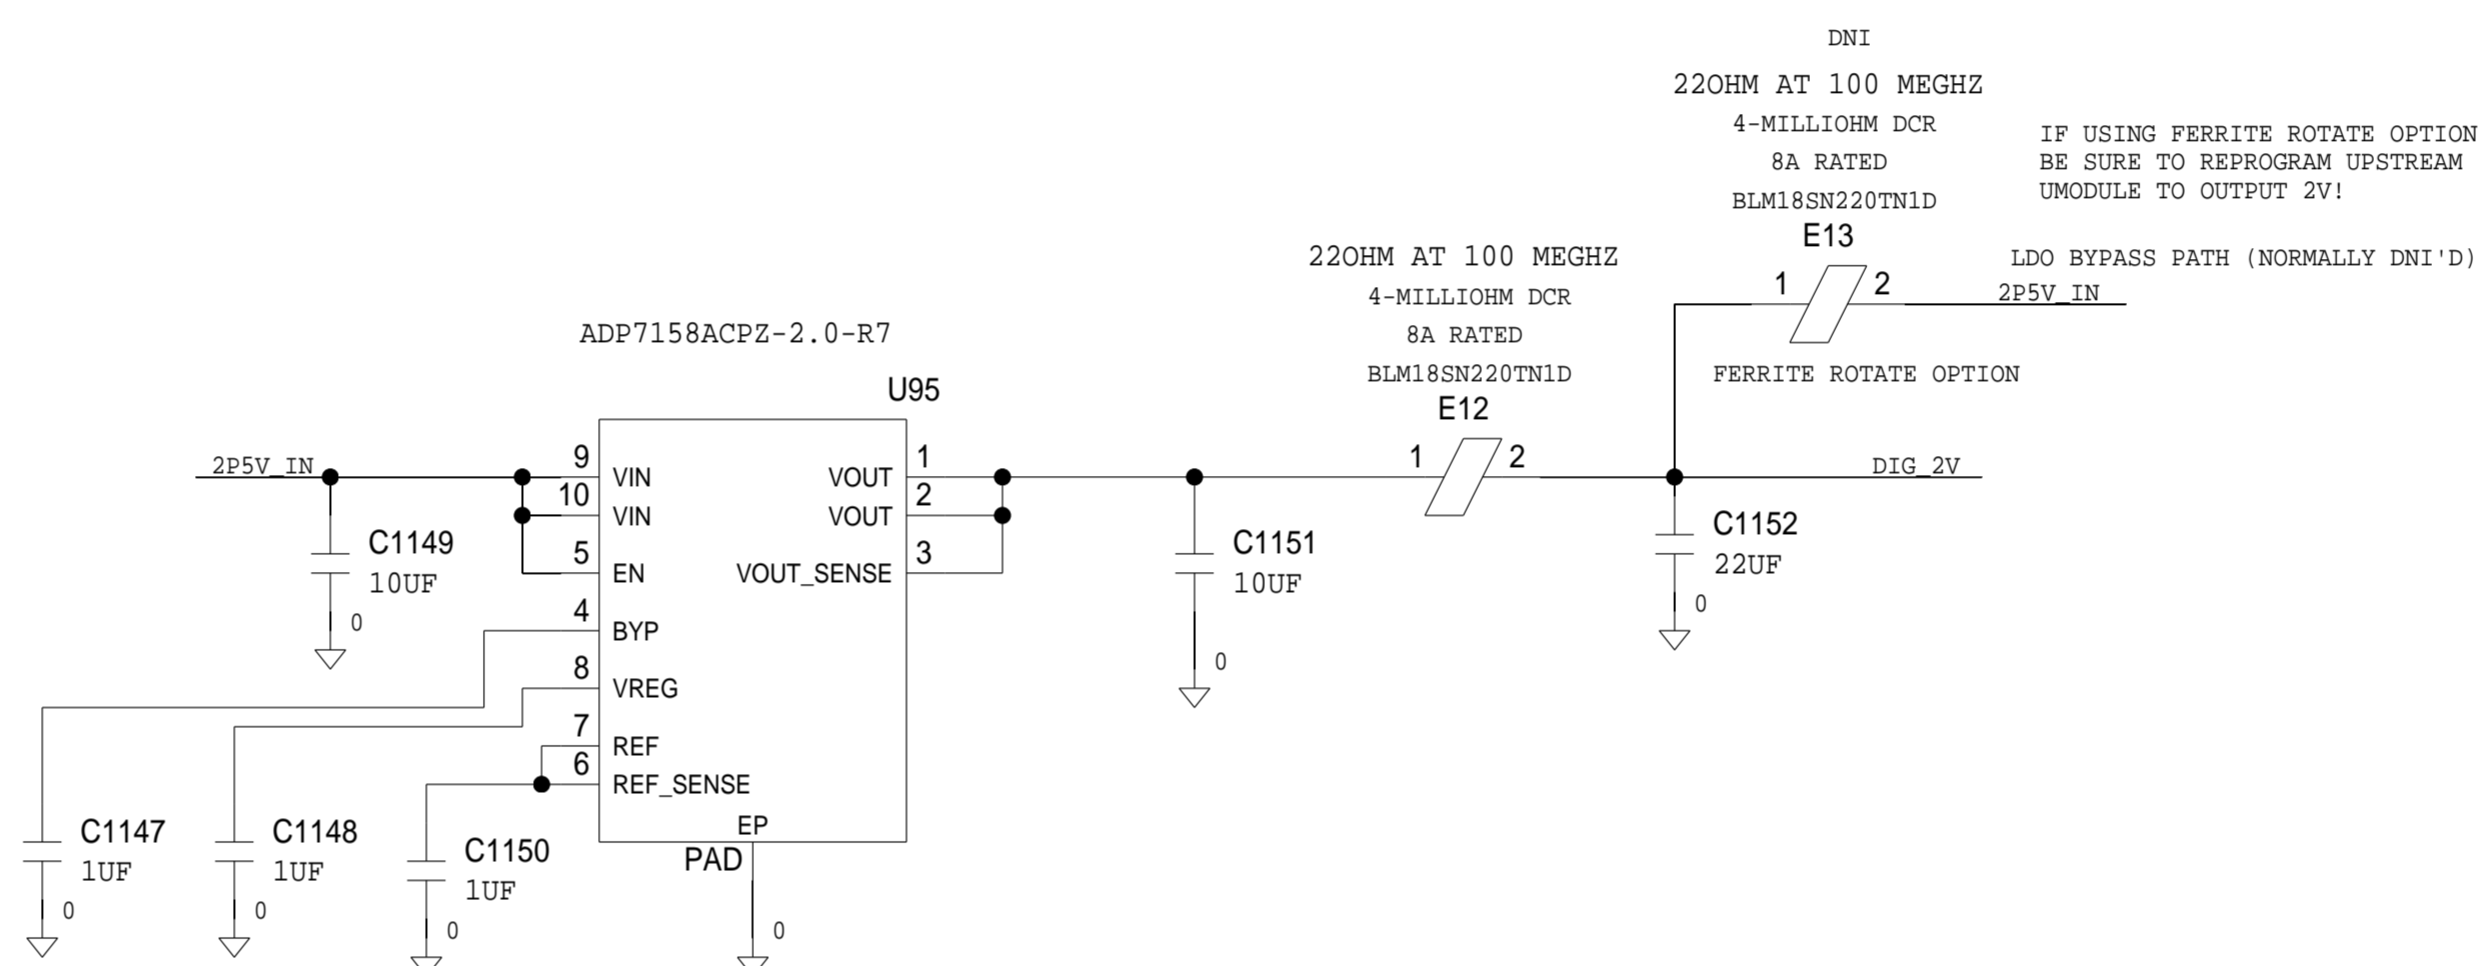 DNI
22OHM AT 100 MEGHZ
4-MILLIOHM DCR
8A RATED
BLM18SN220TN1D
E13
IF USING FERRITE ROTATE OPTION
BE SURE TO REPROGRAM UPSTREAM
UMODULE TO OUTPUT 2V!
LDO BYPASS PATH (NORMALLY DNI'D)
1
2
2P5V_IN
FERRITE ROTATE OPTION
22OHM AT 100 MEGHZ
4-MILLIOHM DCR
8A RATED
BLM18SN220TN1D
E12
1
2
DIG_2V
ADP7158ACPZ-2.0-R7
U95
2P5V_IN
9
VIN
10
VIN
5
EN
4
BYP
8
VREG
7
REF
6
REF_SENSE
VOUT
1
VOUT
2
VOUT_SENSE
3
EP
PAD
0
C1149
10UF
0
C1151
10UF
0
C1152
22UF
0
C1147
1UF
0
C1148
1UF
0
C1150
1UF
0